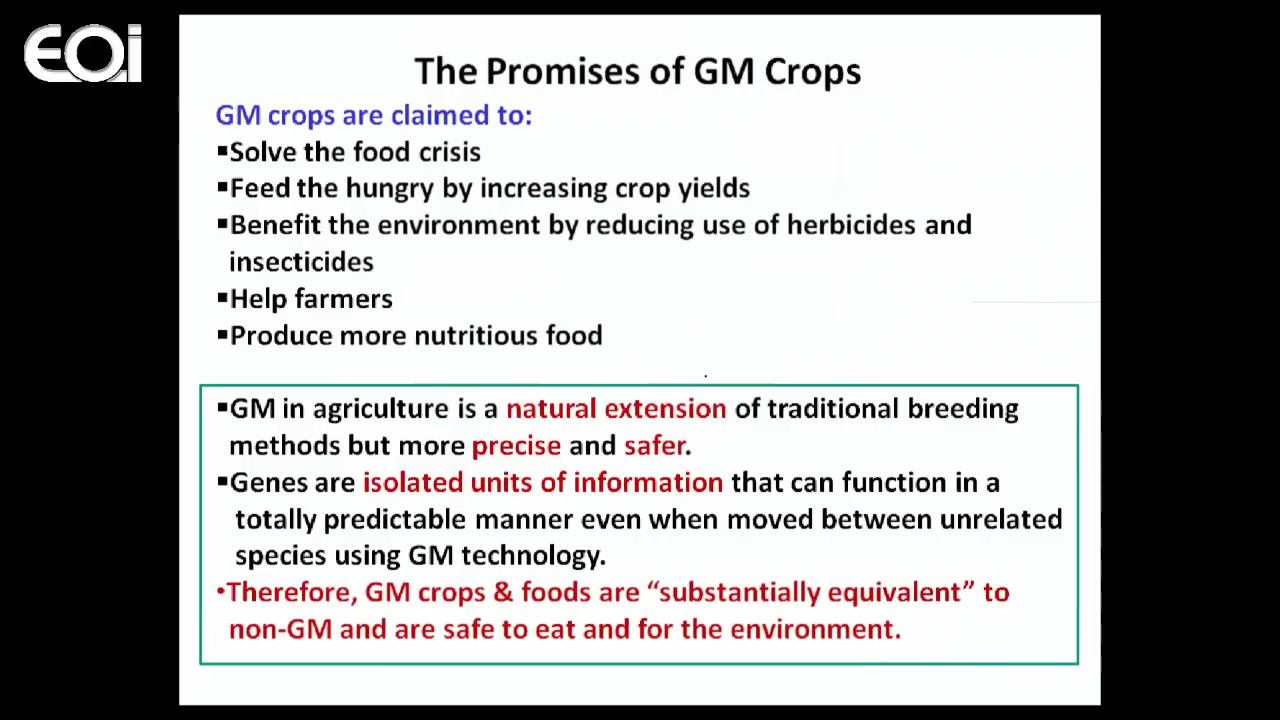 EOi
The Promises of GM Crops
GM crops are claimed to:
▪Solve the food crisis
▪Feed the hungry by increasing crop yields
▪Benefit the environment by reducing use of herbicides and
insecticides
▪Help farmers
▪Produce more nutritious food
▪GM in agriculture is a natural extension of traditional breeding
methods but more precise and safer.
▪Genes are isolated units of information that can function in a
totally predictable manner even when moved between unrelated
species using GM technology.
•Therefore, GM crops & foods are “substantially equivalent” to
non-GM and are safe to eat and for the environment.